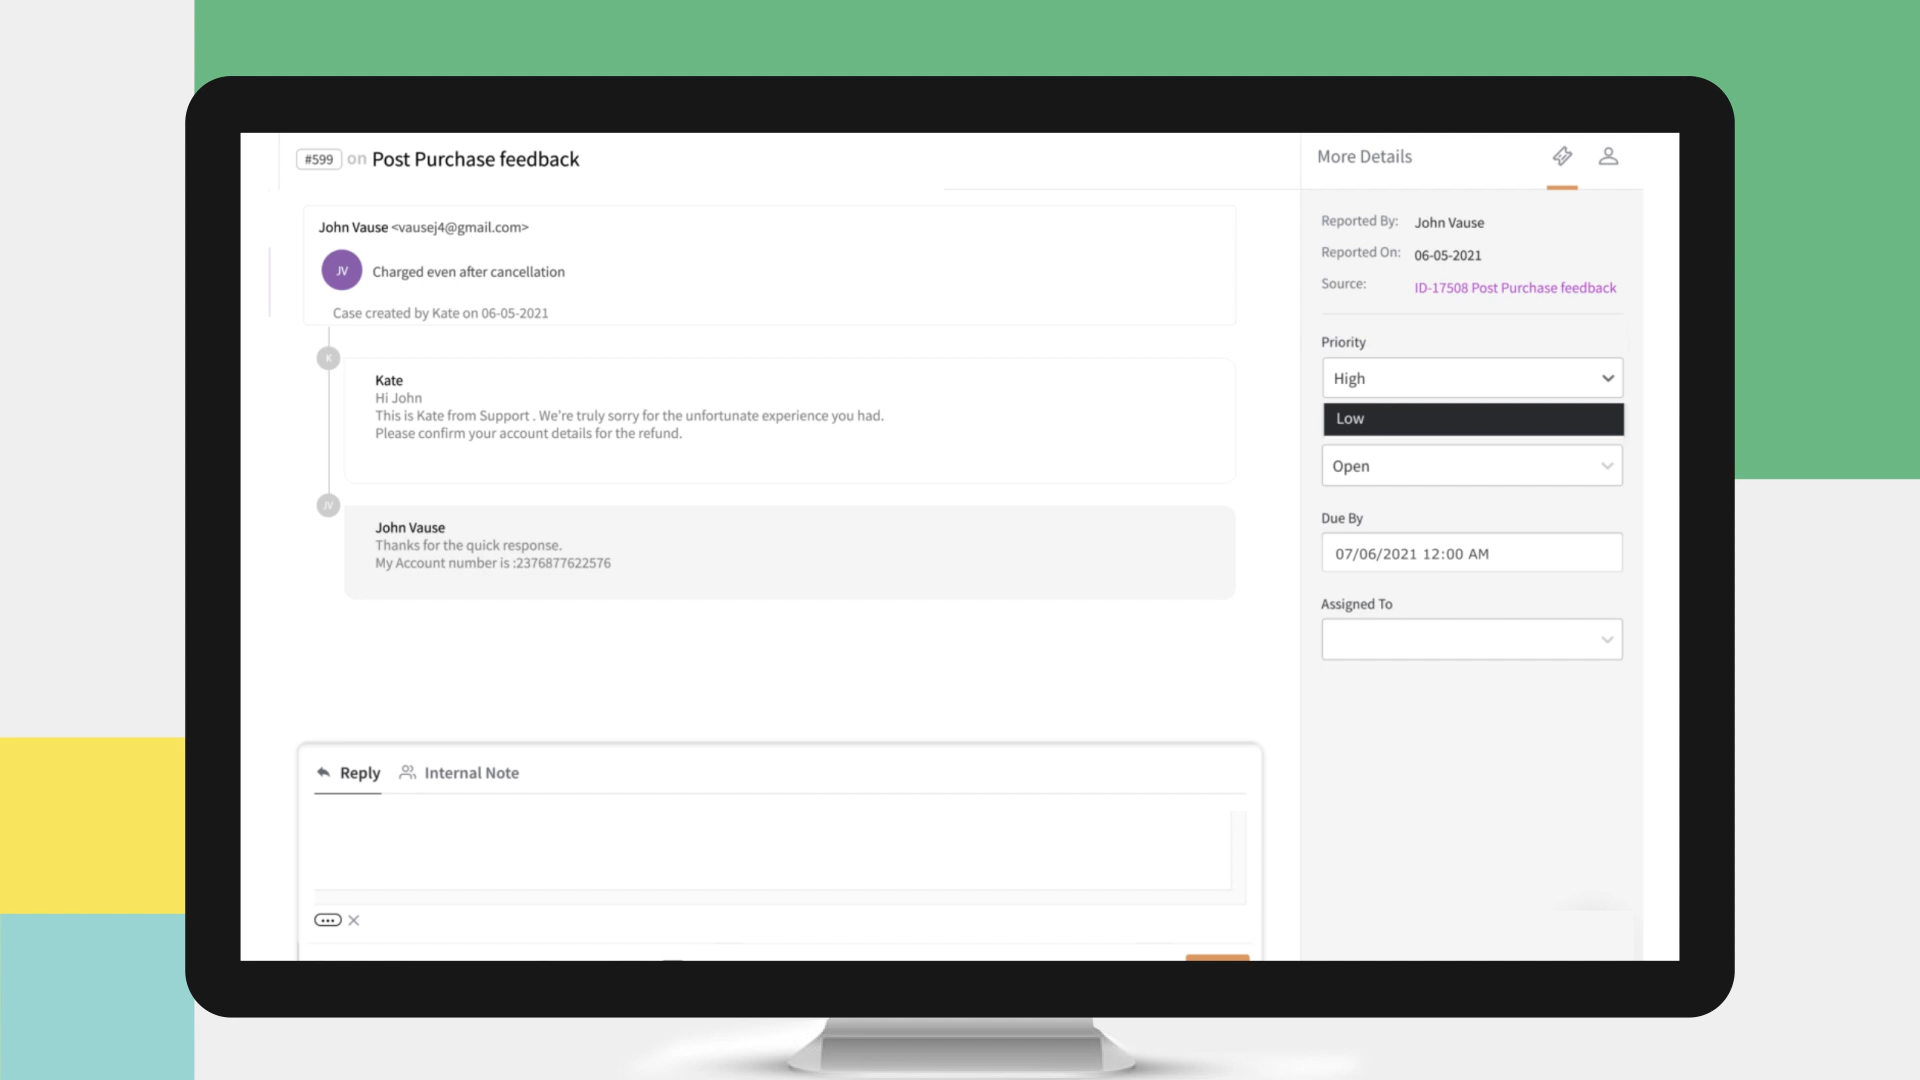 #599 on Post Purchase feedback
More Details
John Vause <vausej4@gmail.com>
JV
Charged even after cancellation
Case created by Kate on 06-05-2021
K
Kate
Hi John
This is Kate from Support . We're truly sorry for the unfortunate experience you had.
Please confirm your account details for the refund.
JV
John Vause
Thanks for the quick response.
My Account number is :2376877622576
Reply
Internal Note
Reported By: John Vause
Reported On: 06-05-2021
Source: ID-17508 Post Purchase feedback
Priority
High
Low
Open
Due By
07/06/2021 12:00 AM
Assigned To